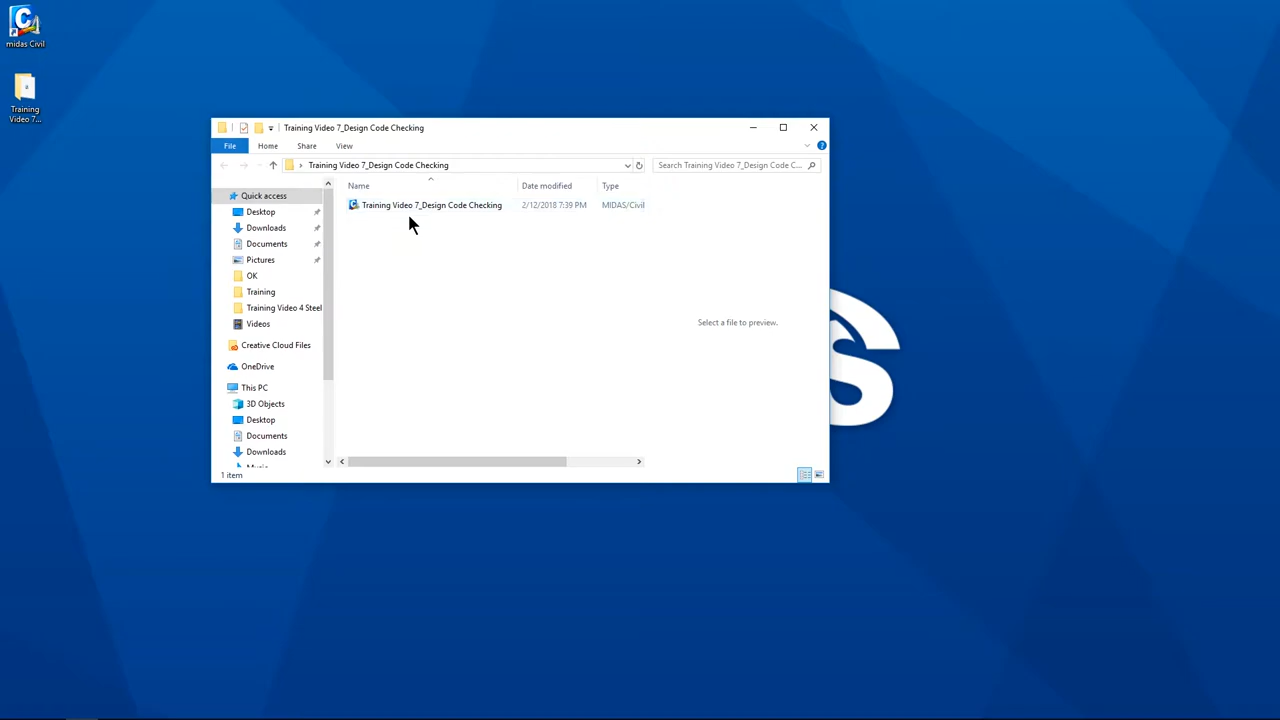 midas Civil
Training
Video 7...
Training Video 7_Design Code Checking
File Home Share View
Training Video 7_Design Code Checking
Search Training Video 7_Design Code C...
Quick access
Desktop
Downloads
Documents
Pictures
OK
Training
Training Video 4 Steel
Videos
Creative Cloud Files
OneDrive
This PC
3D Objects
Desktop
Documents
Downloads
Music
Name Date modified Type
Training Video 7_Design Code Checking 2/12/2018 7:39 PM MIDAS/Civil
Select a file to preview.
1 item
s